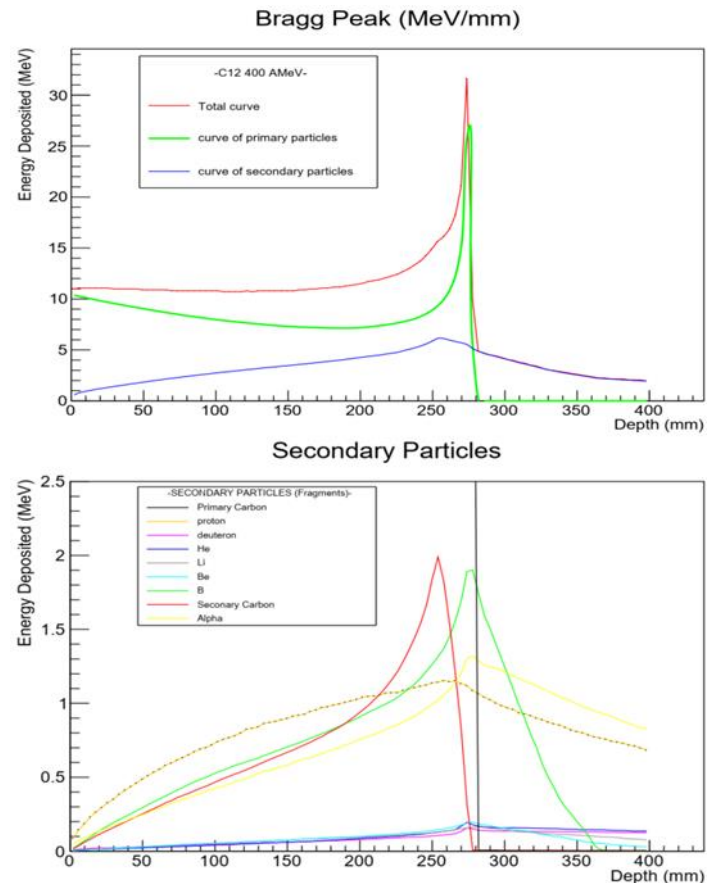 Bragg Peak (MeV/mm)
Energy Deposited (MeV)
30
25
20
15
10
5
0
-C12 400 AMeV-
Total curve
curve of primary particles
curve of secondary particles
0 50 100 150 200 250 300 350 400
Depth (mm)
Secondary Particles
Energy Deposited (MeV)
2.5
2
1.5
1
0.5
0
-SECONDARY PARTICLES (Fragments)-
Primary Carbon
proton
deuteron
He
Li
Be
B
Seconary Carbon
Alpha
0 50 100 150 200 250 300 350 400
Depth (mm)